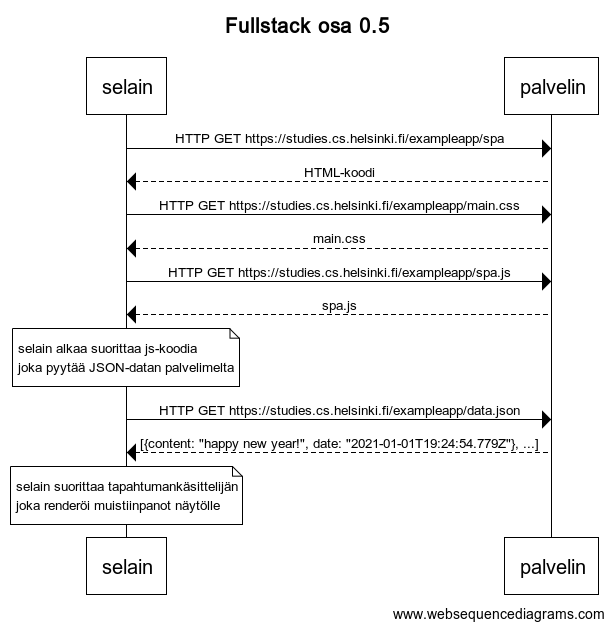 Fullstack osa 0.5
selain
palvelin
HTTP GET https://studies.cs.helsinki.fi/exampleapp/spa
HTML-koodi
HTTP GET https://studies.cs.helsinki.fi/exampleapp/main.css
main.css
HTTP GET https://studies.cs.helsinki.fi/exampleapp/spa.js
spa.js
selain alkaa suorittaa js-koodia
joka pyytää JSON-datan palvelimelta
HTTP GET https://studies.cs.helsinki.fi/exampleapp/data.json
[{content: "happy new year!", date: "2021-01-01T19:24:54.779Z"}, ...]
selain suorittaa tapahtumankäsittelijän
joka renderöi muistiinpanot näytölle
selain
palvelin
www.websequencediagrams.com